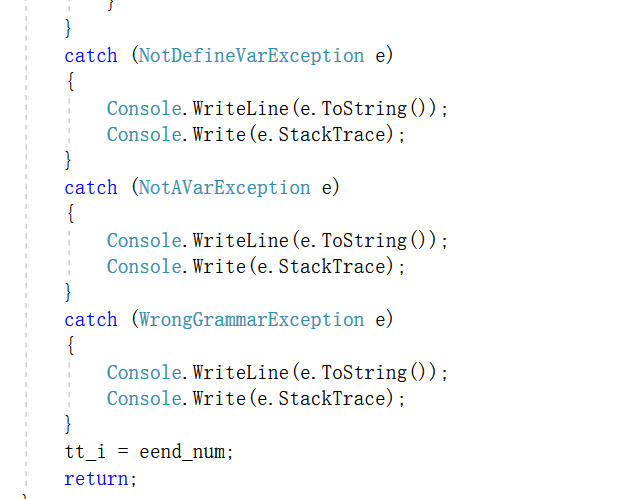 }
}
catch (NotDefineVarException e)
{
Console.WriteLine(e.ToString());
Console.Write(e.StackTrace);
}
catch (NotAVarException e)
{
Console.WriteLine(e.ToString());
Console.Write(e.StackTrace);
}
catch (WrongGrammarException e)
{
Console.WriteLine(e.ToString());
Console.Write(e.StackTrace);
}
tt_i = eend_num;
return;
}